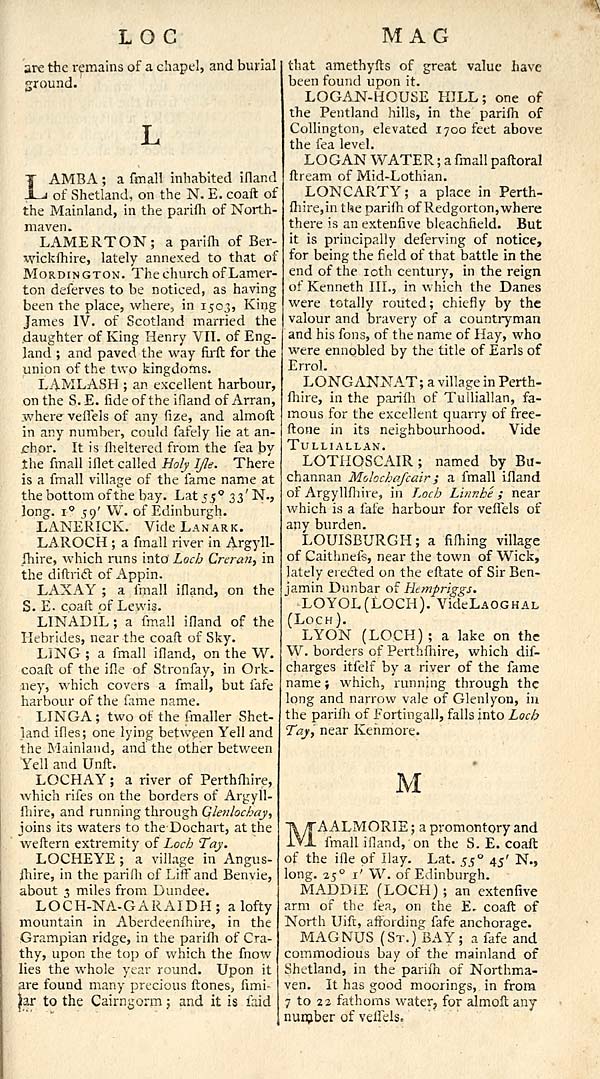 LOC
are the remains of a chapel, and burial
ground.
L
LAMBA; a ſmall inhabited iſland
of Shetland, on the N. E. coaſt of
the Mainland, in the pariſh of North-
maven.
LAMERTON; a pariſh of Ber-
wickſhire, lately annexed to that of
MORDINGTON. The church of Lamer-
ton deſerves to be noticed, as having
been the place, where, in 1503, King
James IV. of Scotland married the
daughter of King Henry VII. of Eng-
land; and paved the way firſt for the
union of the two kingdoms.
LAMLASH; an excellent harbour,
on the S. E. ſide of the iſland of Arran,
where veſſels of any ſize, and almoſt
in any number, could ſafely lie at an-
chor. It is ſheltered from the ſea by
the ſmall iſlet called Holy Iſle. There
is a ſmall village of the ſame name at
the bottom of the bay. Lat 55° 33′ N.,
long. 1° 59′ W. of Edinburgh.
LANERICK. Vide LANARK.
LAROCH; a ſmall river in Argyll-
ſhire, which runs into Loch Creran, in
the diſtrict of Appin.
LAXAY; a ſmall iſland, on the
S. E. coaſt of Lewis.
LINADIL; a ſmall iſland of the
Hebrides, near the coaſt of Sky.
LING; a ſmall iſland, on the W.
coaſt of the iſle of Stronſay, in Ork-
ney, which covers a ſmall, but ſafe
harbour of the ſame name.
LINGA; two of the ſmaller Shet-
land iſles; one lying between Yell and
the Mainland, and the other between
Yell and Unſt.
LOCHAY; a river of Perthſhire,
which riſes on the borders of Argyll-
ſhire, and running through Glenlochay,
joins its waters to the Dochart, at the
weſtern extremity of Loch Tay.
LOCHEYE; a village in Angus-
ſhire, in the pariſh of Liff and Benvie,
about 3 miles from Dundee.
LOCH-NA-GARAIDH; a lofty
mountain in Aberdeenſhire, in the
Grampian ridge, in the pariſh of Cra-
thy, upon the top of which the ſnow
lies the whole year round. Upon it
are found many precious ſtones, ſimi-
lar to the Cairngorm; and it is ſaid
MAG
that amethyſts of great value have
been found upon it.
LOGAN-HOUSE HILL; one of
the Pentland hills, in the pariſh of
Collington, elevated 1700 feet above
the ſea level.
LOGAN WATER; a ſmall paſtoral
ſtream of Mid-Lothian.
LONCARTY; a place in Perth-
ſhire, in the pariſh of Redgorton, where
there is an extenſive bleachfield. But
it is principally deſerving of notice,
for being the field of that battle in the
end of the 10th century, in the reign
of Kenneth III., in which the Danes
were totally routed; chiefly by the
valour and bravery of a countryman
and his ſons, of the name of Hay, who
were ennobled by the title of Earls of
Errol.
LONGANNAT; a village in Perth-
ſhire, in the pariſh of Tulliallan, fa-
mous for the excellent quarry of free-
ſtone in its neighbourhood. Vide
TULLIALLAN.
LOTHOSCAIR; named by Bu-
channan Molochaſcair; a ſmall iſland
of Argyllſhire, in Loch Linnhé; near
which is a ſafe harbour for veſſels of
any burden.
LOUISBURGH; a fiſhing village
of Caithneſs, near the town of Wick,
lately erected on the eſtate of Sir Ben-
jamin Dunbar of Hempriggs.
LOYOL (LOCH). Vide LAOGHAL
(LOCH).
LYON (LOCH); a lake on the
W. borders of Perthſhire, which diſ-
charges itſelf by a river of the ſame
name; which, running through the
long and narrow vale of Glenlyon, in
the pariſh of Fortingall, falls into Loch
Tay, near Kenmore.
M
MAALMORIE; a promontory and
ſmall iſland, on the S. E. coaſt
of the iſle of Ilay. Lat. 55° 45′ N.,
long. 25° 1′ W. of Edinburgh.
MADDIE (LOCH); an extenſive
arm of the ſea, on the E. coaſt of
North Uiſt, affording ſafe anchorage.
MAGNUS (ST.) BAY; a ſafe and
commodious bay of the mainland of
Shetland, in the pariſh of Northma-
ven. It has good moorings, in from
7 to 22 fathoms water, for almoſt any
number of veſſels.